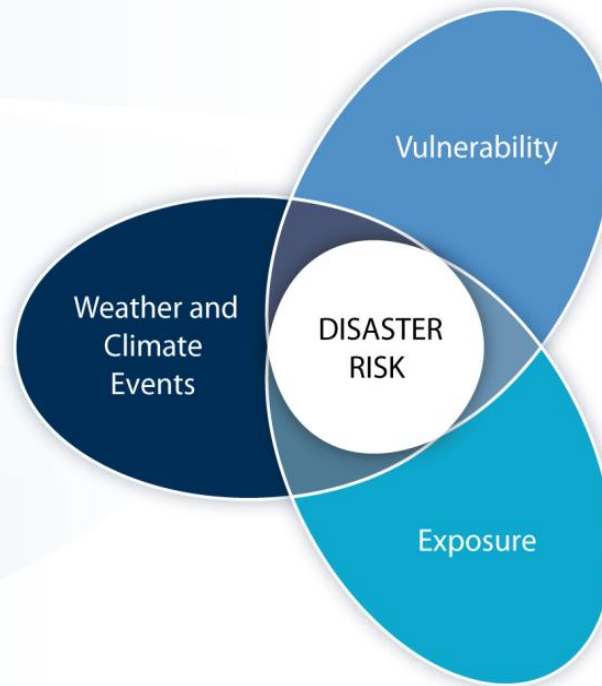 Vulnerability
Weather and
Climate
Events
DISASTER
RISK
Exposure